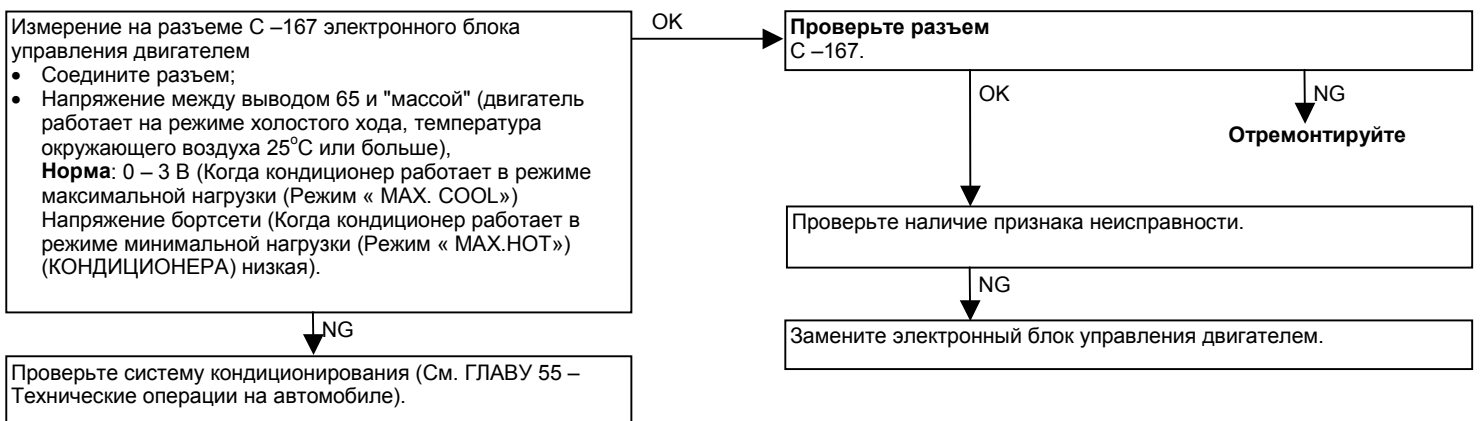 Измерение на разъеме С –167 электронного блока
управления двигателем
• Соедините разъем;
• Напряжение между выводом 65 и "массой" (двигатель
работает на режиме холостого хода, температура
окружающего воздуха 25°С или больше),
Норма: 0 – 3 В (Когда кондиционер работает в режиме
максимальной нагрузки (Режим « MAX. COOL»)
Напряжение бортсети (Когда кондиционер работает в
режиме минимальной нагрузки (Режим « MAX.HOT»)
(КОНДИЦИОНЕРА) низкая).
NG
Проверьте систему кондиционирования (См. ГЛАВУ 55 –
Технические операции на автомобиле).
OK
Проверьте разъем
С –167.
OK
NG
Отремонтируйте
Проверьте наличие признака неисправности.
NG
Замените электронный блок управления двигателем.